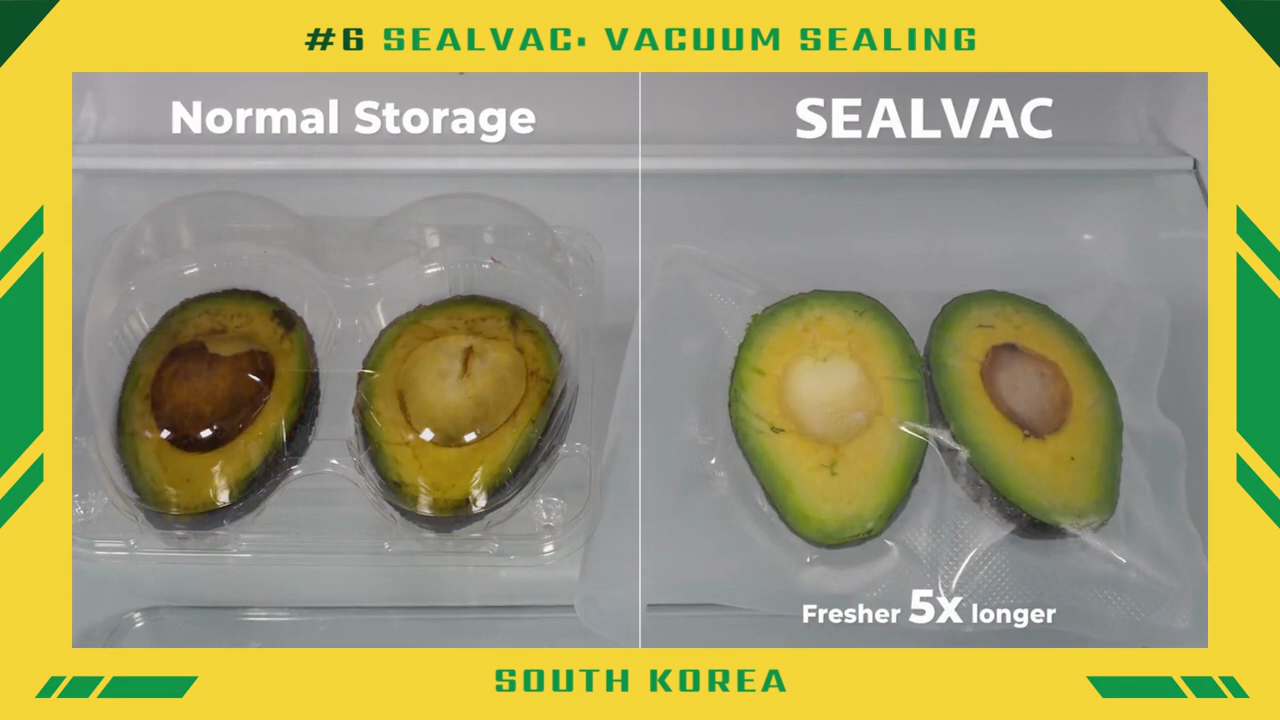 #6 SEALVAC: VACUUM SEALING
Normal Storage
SEALVAC
Fresher 5x longer
SOUTH KOREA